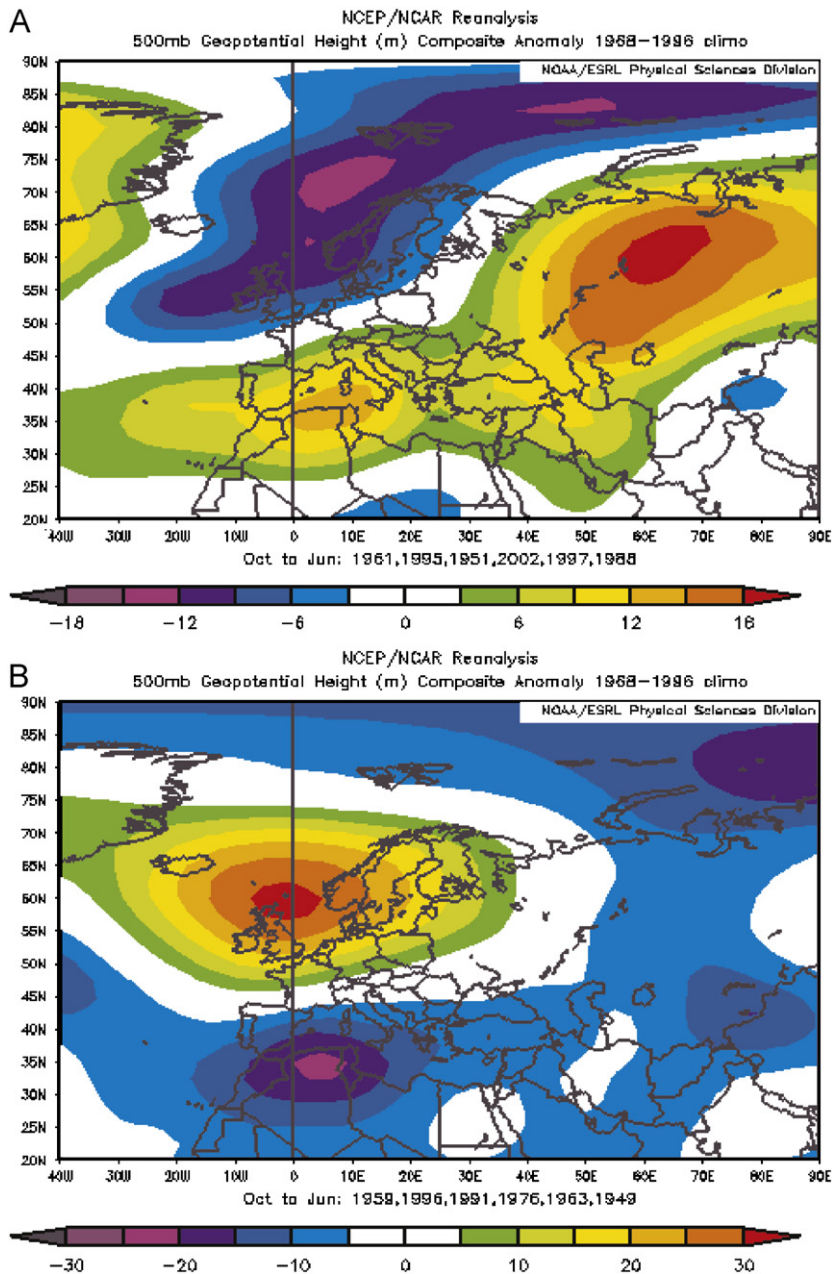 A
NCEP/NCAR Reanalysis
500mb Geopotential Height (m) Composite Anomaly 1968-1996 climo
NOAA/ESRL Physical Sciences Division
90N
85N
80N
75N
70N
65N
60N
55N
50N
45N
40N
35N
30N
25N
20N
40W 30W 20W 10W 0 10E 20E 30E 40E 50E 60E 70E 80E 90E
Oct to Jun: 1961,1995,1951,2002,1997,1988
-18 -12 -6 0 6 12 18
B
NCEP/NCAR Reanalysis
500mb Geopotential Height (m) Composite Anomaly 1968-1996 climo
NOAA/ESRL Physical Sciences Division
90N
85N
80N
75N
70N
65N
60N
55N
50N
45N
40N
35N
30N
25N
20N
40W 30W 20W 10W 0 10E 20E 30E 40E 50E 60E 70E 80E 90E
Oct to Jun: 1959,1996,1991,1976,1963,1949
-30 -20 -10 0 10 20 30